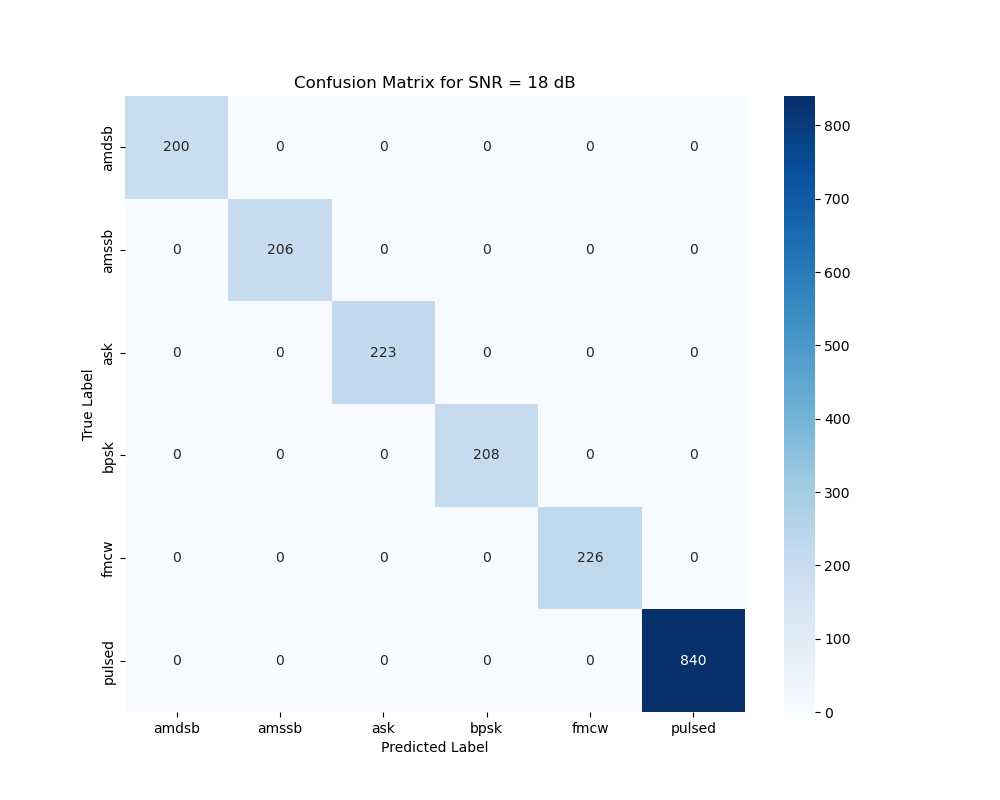 Confusion Matrix for SNR = 18 dB
True Label
amdsb 200 0 0 0 0 0
amssb 0 206 0 0 0 0
ask 0 0 223 0 0 0
bpsk 0 0 0 208 0 0
fmcw 0 0 0 0 226 0
pulsed 0 0 0 0 0 840
amdsb amssb ask bpsk fmcw pulsed
Predicted Label
800
700
600
500
400
300
200
100
0